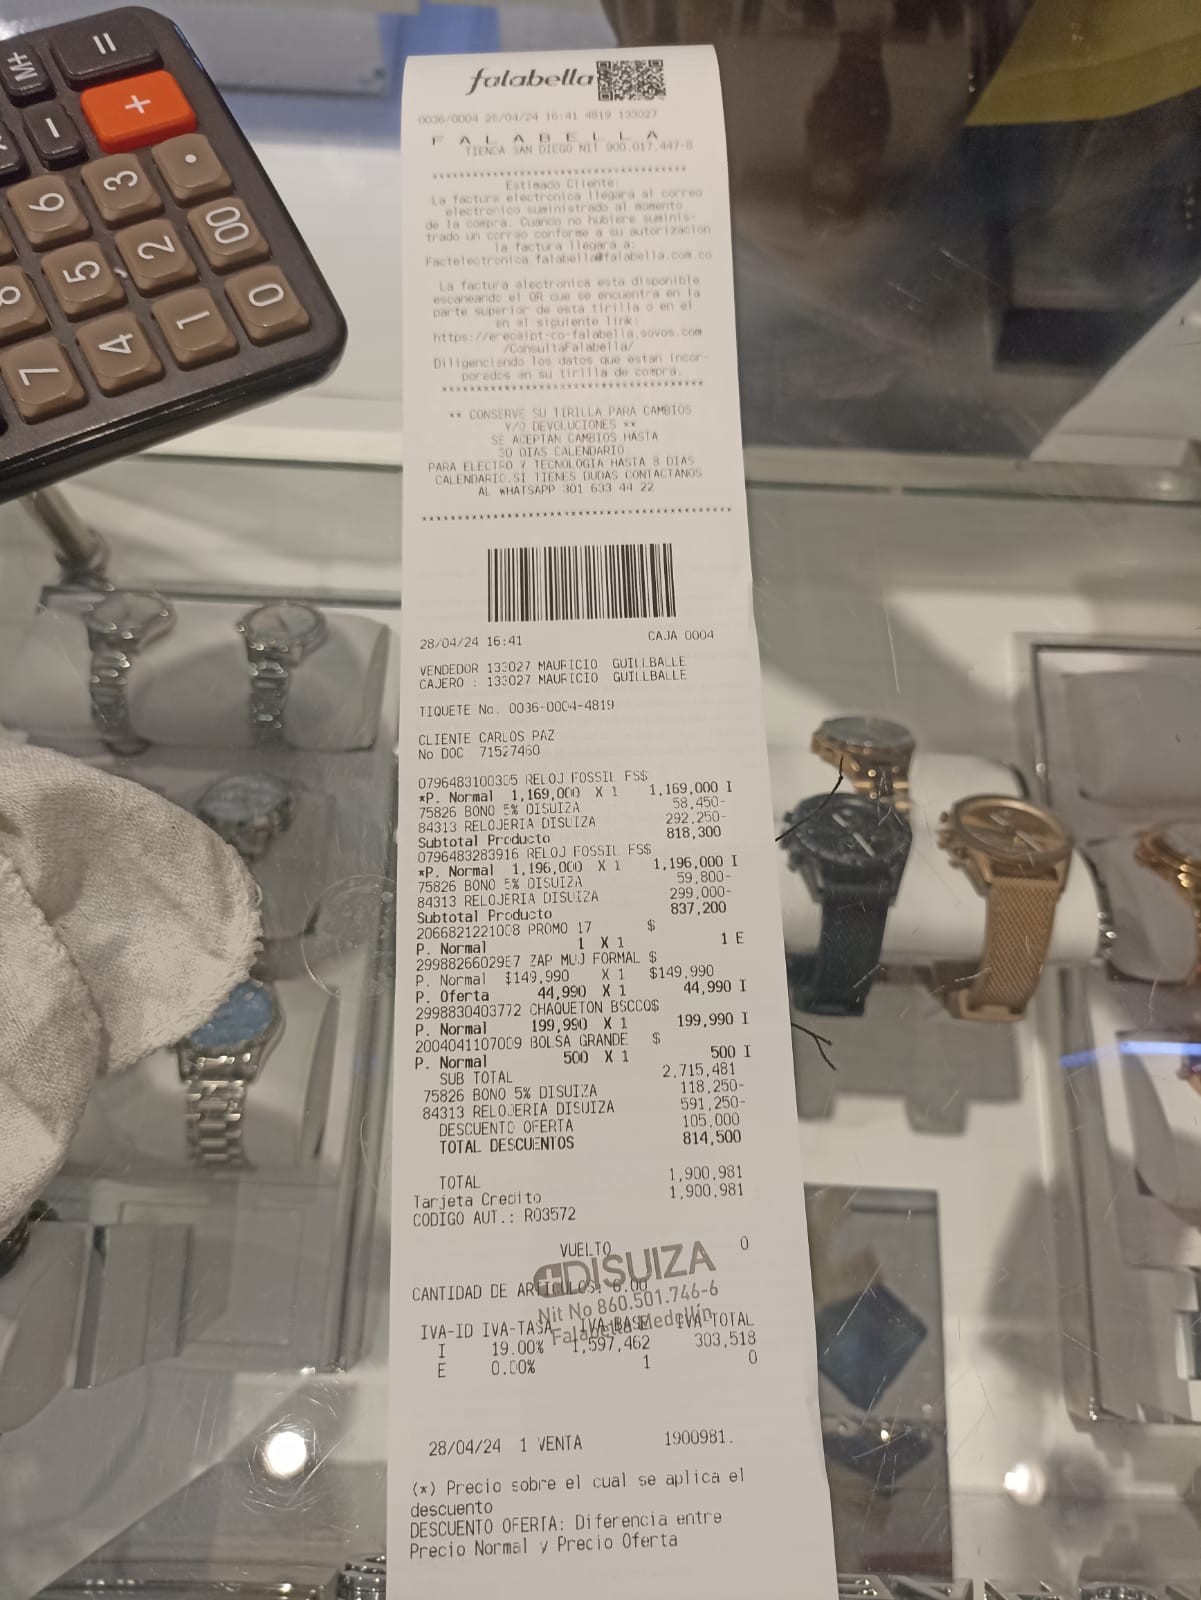 M+ =
- +
6 3 .
8 5 2 00
7 4 1 0
falabella
0036/0004 28/04/24 16:41 4819 133027
F A L A B E L L A
TIENDA SAN DIEGO NIT 900.017.447-8
Estimado Cliente:
La factura electronica llegara al correo
electronico suministrado al momento
de la compra. Cuando no hubiere suminis-
trado un correo conforme a su autorizacion
la factura llegara a:
Factelectronica_falabella@falabella.com.co
La factura electronica esta disponible
escaneando el QR que se encuentra en la
parte superior de esta tirilla o en el
en el siguiente link:
https://ereceipt-co-falabella.sovos.com
/ConsultaFalabella/
Diligenciando los datos que estan incor-
porados en su tirilla de compra.
** CONSERVE SU TIRILLA PARA CAMBIOS
Y/O DEVOLUCIONES **
SE ACEPTAN CAMBIOS HASTA
30 DIAS CALENDARIO
PARA ELECTRO Y TECNOLOGIA HASTA 8 DIAS
CALENDARIO.SI TIENES DUDAS CONTACTANOS
AL WHATSAPP 301 633 44 22
28/04/24 16:41 CAJA 0004
VENDEDOR 133027 MAURICIO GUILLBALLE
CAJERO : 133027 MAURICIO GUILLBALLE
TIQUETE No. 0036-0004-4819
CLIENTE CARLOS PAZ
No DOC 71527460
0796483100305 RELOJ FOSSIL FS$
*P. Normal 1,169,000 X 1 1,169,000 I
75826 BONO 5% DISUIZA 58,450-
84313 RELOJERIA DISUIZA 292,250-
Subtotal Producto 818,300
0796483283916 RELOJ FOSSIL FS$
*P. Normal 1,196,000 X 1 1,196,000 I
75826 BONO 5% DISUIZA 59,800-
84313 RELOJERIA DISUIZA 299,000-
Subtotal Producto 837,200
2066821221008 PROMO 17 $
P. Normal 1 X 1 1 E
2998826602957 ZAP MUJ FORMAL $
P. Normal $149,990 X 1 $149,990
P. Oferta 44,990 X 1 44,990 I
2998830403772 CHAQUETON BSCCO$
P. Normal 199,990 X 1 199,990 I
2004041107009 BOLSA GRANDE $
P. Normal 500 X 1 500 I
SUB TOTAL 2,715,481
75826 BONO 5% DISUIZA 118,250-
84313 RELOJERIA DISUIZA 591,250-
DESCUENTO OFERTA 105,000
TOTAL DESCUENTOS 814,500
TOTAL 1,900,981
Tarjeta Credito 1,900,981
CODIGO AUT.: R03572
VUELTO 0
DISUIZA
CANTIDAD DE ARTICULOS: 6.00
Nit No 860.501.746-6
Falabella Medellín
IVA-ID IVA-TASA IVA-BASE IVA-TOTAL
I 19.00% 1,597,462 303,518
E 0.00% 1 0
28/04/24 1 VENTA 1900981.
(*) Precio sobre el cual se aplica el
descuento
DESCUENTO OFERTA: Diferencia entre
Precio Normal y Precio Oferta